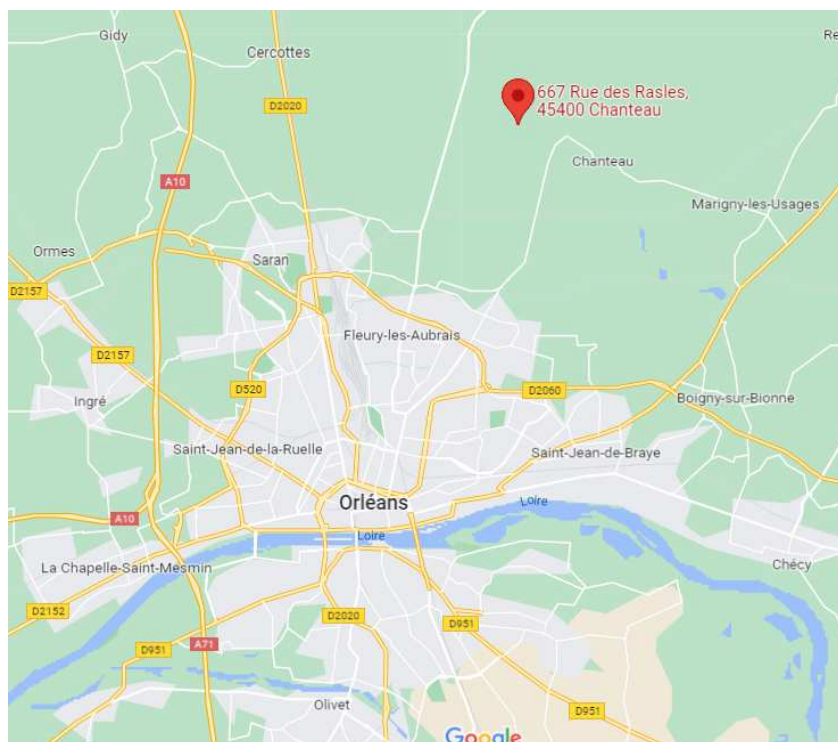 Gidy
Cercottes
Re
D2020
667 Rue des Rasles,
45400 Chanteau
Chanteau
A10
Marigny-les-Usages
Ormes
Saran
D2157
Fleury-les-Aubrais
D2157
D520
D2060
Ingré
Boigny-sur-Bionne
Saint-Jean-de-la-Ruelle
Saint-Jean-de-Braye
Orléans
Loire
A10
Loire
La Chapelle-Saint-Mesmin
Chécy
D2152
D2020
D951
A71
D951
Olivet
D951
Google